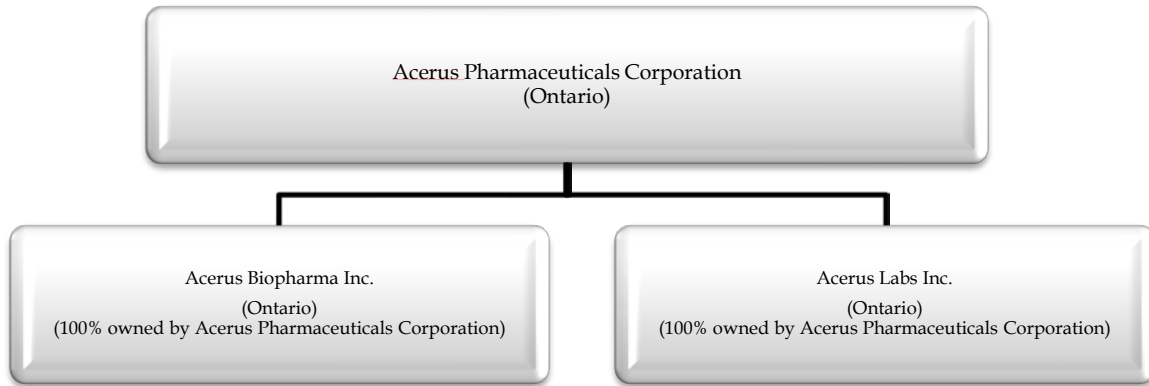 Acerus Pharmaceuticals Corporation
(Ontario)
Acerus Biopharma Inc.
(Ontario)
(100% owned by Acerus Pharmaceuticals Corporation)
Acerus Labs Inc.
(Ontario)
(100% owned by Acerus Pharmaceuticals Corporation)